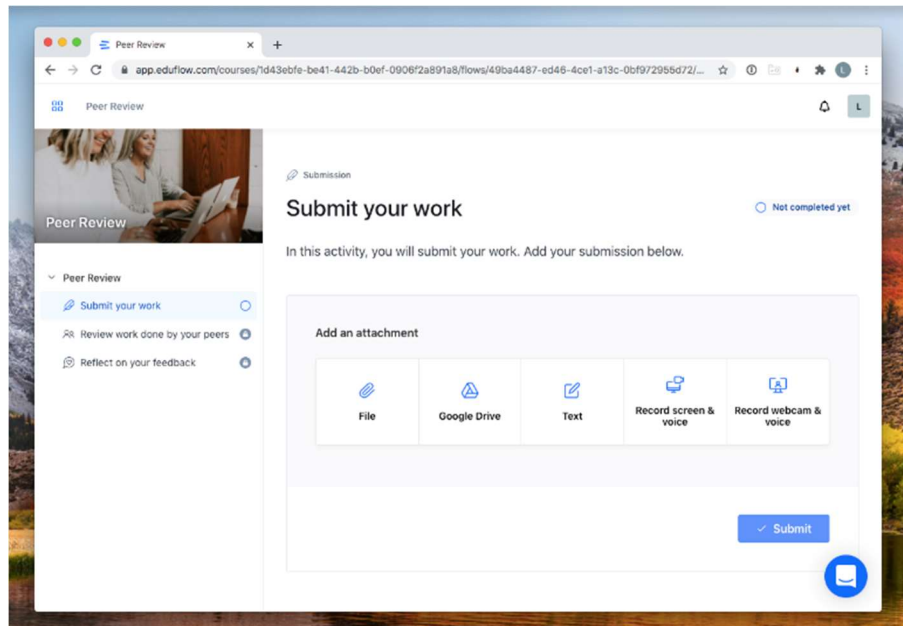 Peer Review
app.eduflow.com/courses/1d43ebfe-be41-442b-b0ef-0906f2a891a8/flows/49ba4487-ed46-4ce1-a13c-0bf972955d72/...
L
Peer Review
L
Peer Review
Peer Review
Submit your work
Review work done by your peers
Reflect on your feedback
Submission
Submit your work
Not completed yet
In this activity, you will submit your work. Add your submission below.
Add an attachment
File
Google Drive
Text
Record screen &
voice
Record webcam &
voice
Submit